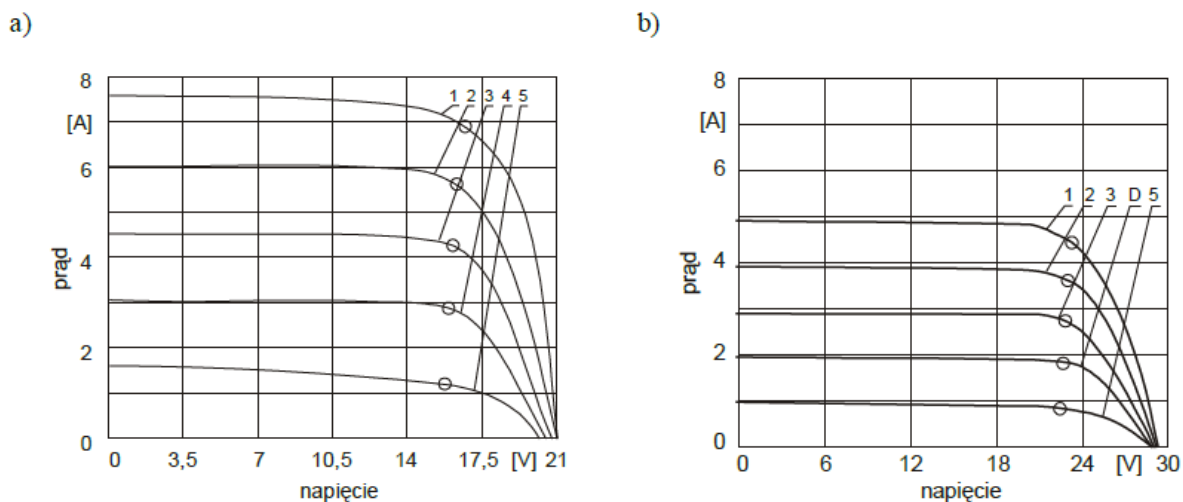 a)
8
[A]
6
4
2
0
prąd
1 2 3 4 5
0 3,5 7 10,5 14 17,5 [V] 21
napięcie
b)
8
[A]
6
4
2
0
prąd
1 2 3 D 5
0 6 12 18 24 [V] 30
napięcie